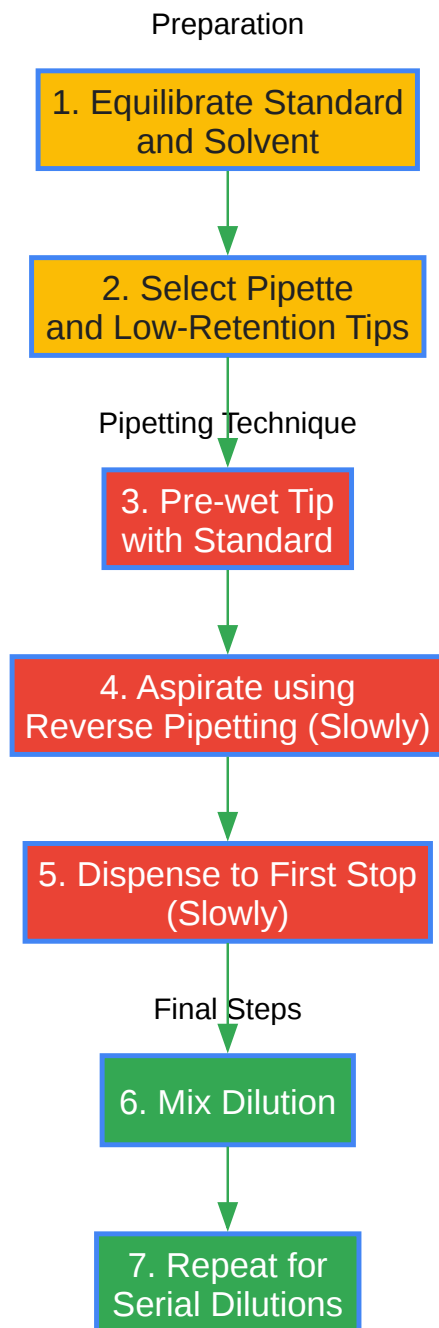 Preparation
1. Equilibrate Standard
and Solvent
2. Select Pipette
and Low-Retention Tips
Pipetting Technique
3. Pre-wet Tip
with Standard
4. Aspirate using
Reverse Pipetting (Slowly)
5. Dispense to First Stop
(Slowly)
Final Steps
6. Mix Dilution
7. Repeat for
Serial Dilutions